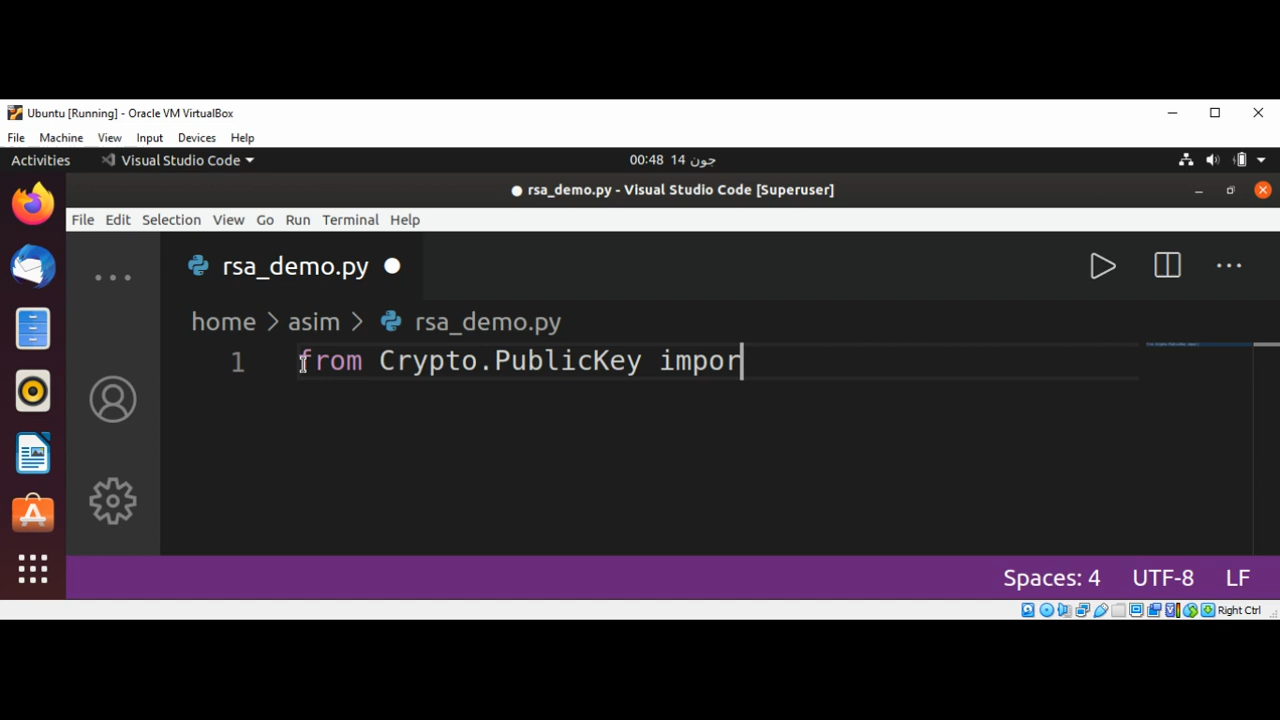 Ubuntu [Running] - Oracle VM VirtualBox
File Machine View Input Devices Help
Activities Visual Studio Code 00:48 14 جون
rsa_demo.py - Visual Studio Code [Superuser]
File Edit Selection View Go Run Terminal Help
rsa_demo.py
home > asim > rsa_demo.py
1 from Crypto.PublicKey impor
Spaces: 4 UTF-8 LF
Right Ctrl